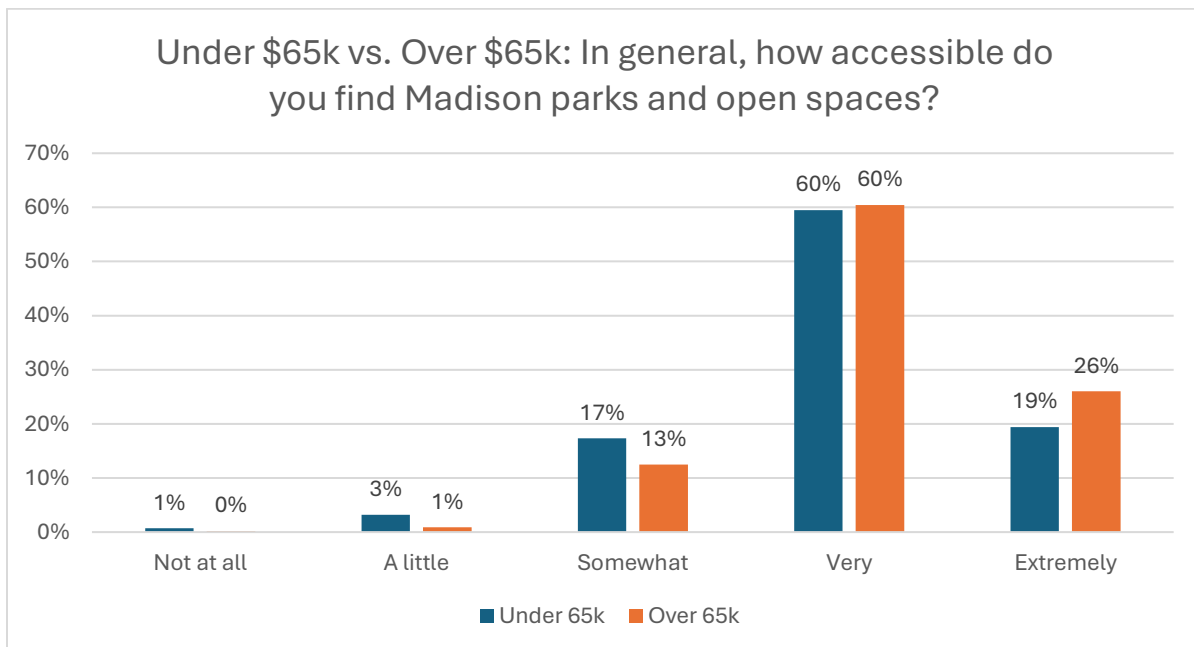 Under $65k vs. Over $65k: In general, how accessible do
you find Madison parks and open spaces?
70%
60%
50%
40%
30%
20%
10%
0%
1%
0%
3%
1%
17%
13%
60%
60%
19%
26%
Not at all
A little
Somewhat
Very
Extremely
Under 65k
Over 65k